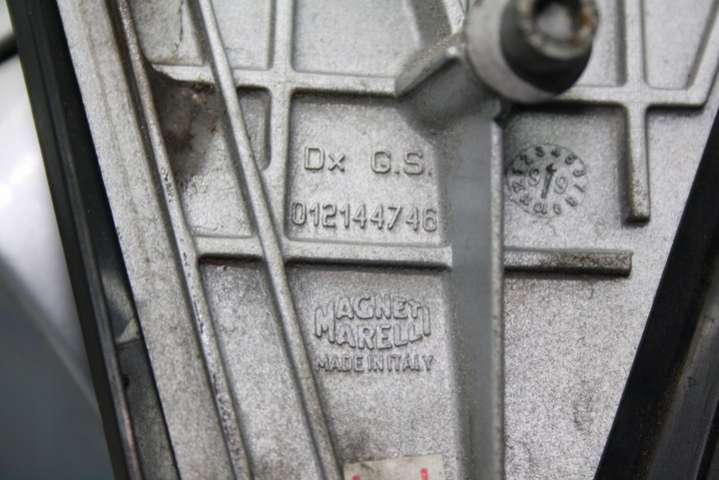 Dx G.S.
012144746
MAGNETI
MARELLI
MADE IN ITALY